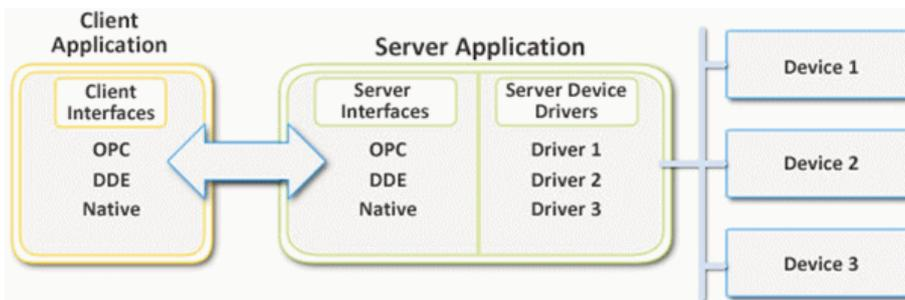 Client
Application
Client
Interfaces
OPC
DDE
Native
Server Application
Server
Interfaces
OPC
DDE
Native
Server Device
Drivers
Driver 1
Driver 2
Driver 3
Device 1
Device 2
Device 3